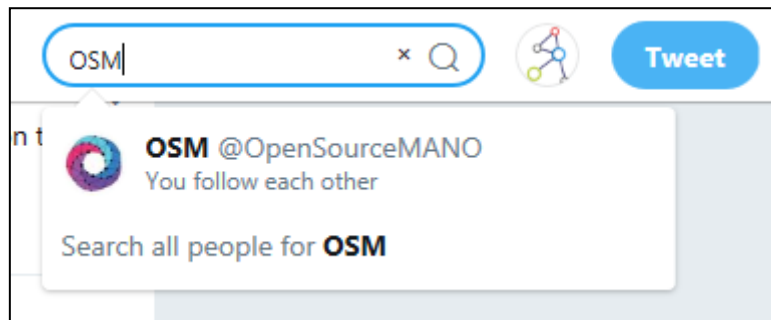 OSM
Tweet
n t
OSM @OpenSourceMANO
You follow each other
Search all people for OSM